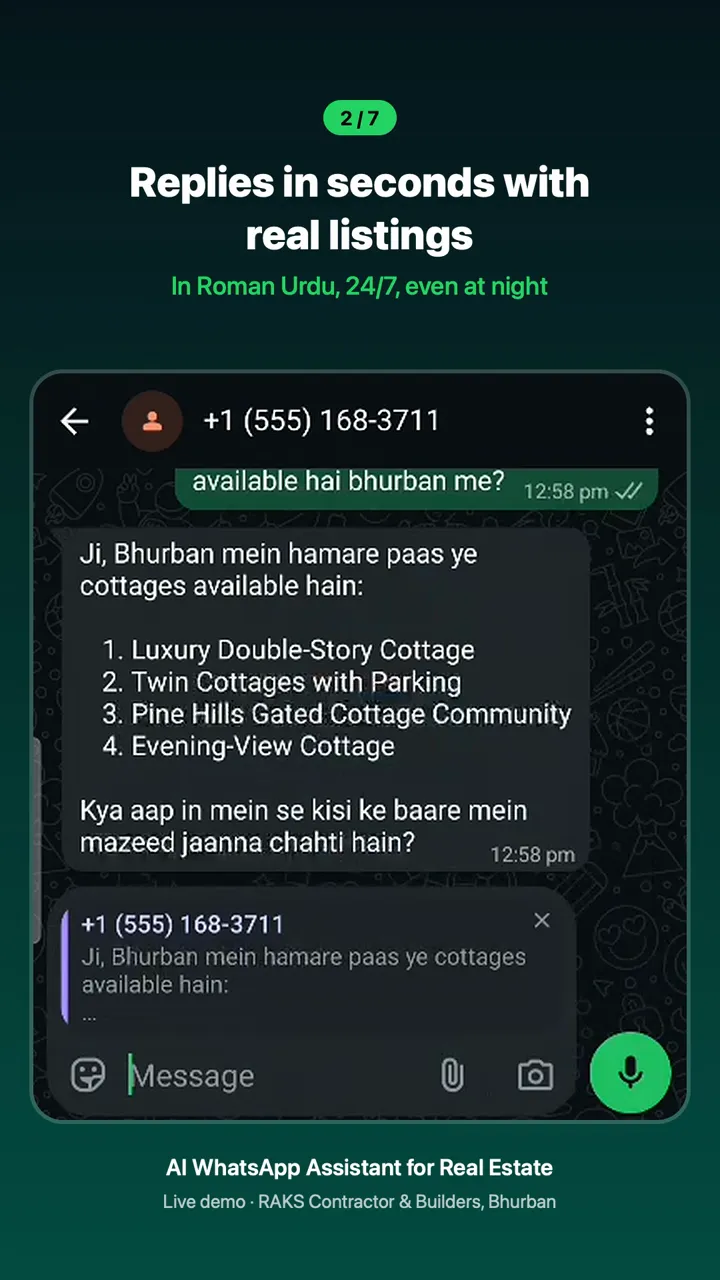 2 / 7
Replies in seconds with
real listings
In Roman Urdu, 24/7, even at night
+1 (555) 168-3711
available hai bhurban me?
12:58 pm
Ji, Bhurban mein hamare paas ye
cottages available hain:
1. Luxury Double-Story Cottage
2. Twin Cottages with Parking
3. Pine Hills Gated Cottage Community
4. Evening-View Cottage
Kya aap in mein se kisi ke baare mein
mazeed jaanna chahti hain?
12:58 pm
+1 (555) 168-3711
Ji, Bhurban mein hamare paas ye cottages
available hain:
...
Message
AI WhatsApp Assistant for Real Estate
Live demo · RAKS Contractor & Builders, Bhurban